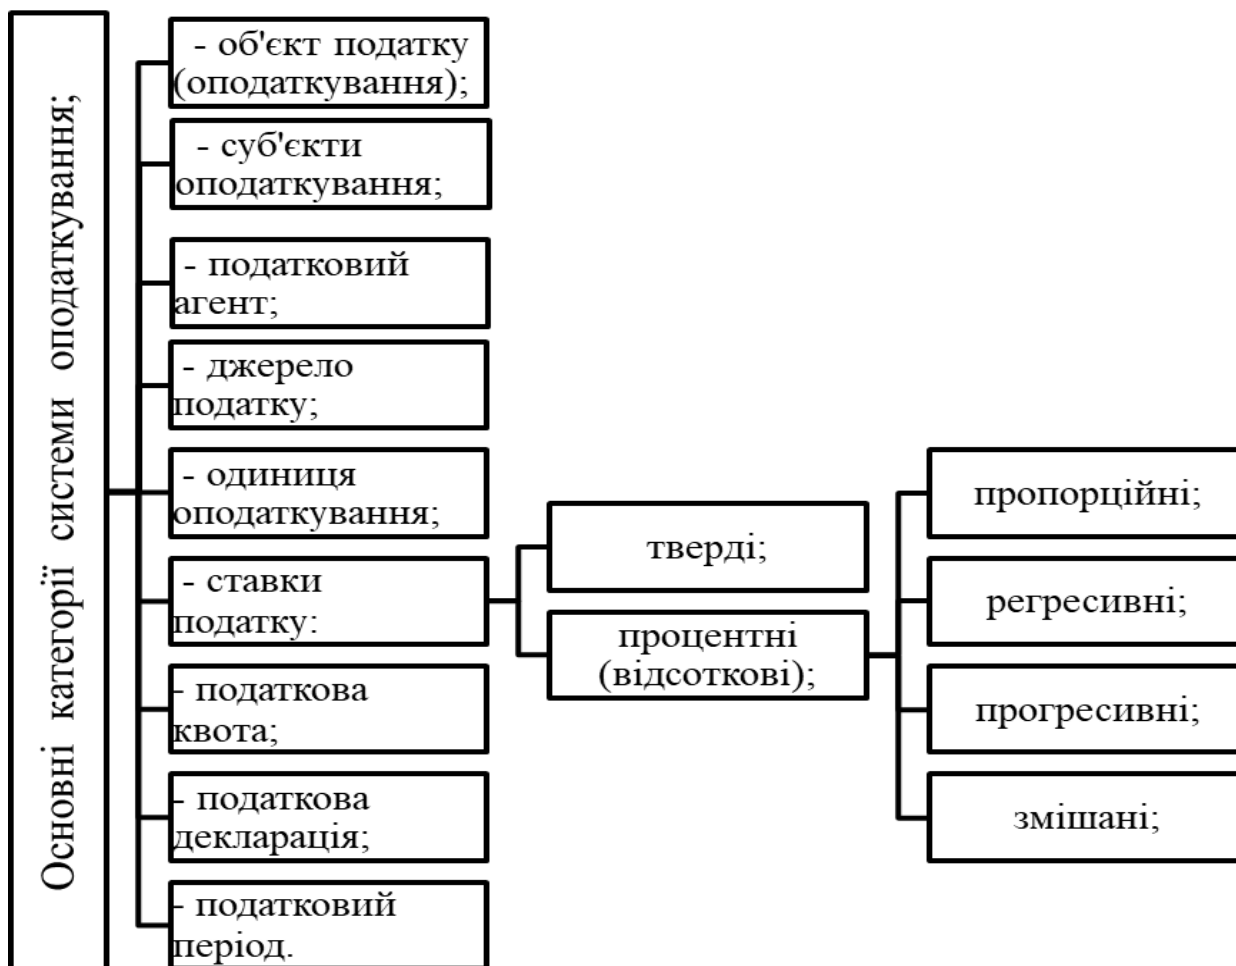 Основні категорії системи оподаткування;
- об'єкт податку
(оподаткування);
- суб'єкти
оподаткування;
- податковий
агент;
- джерело
податку;
- одиниця
оподаткування;
- ставки
податку:
- податкова
квота;
- податкова
декларація;
- податковий
період.
тверді;
процентні
(відсоткові);
пропорційні;
регресивні;
прогресивні;
змішані;